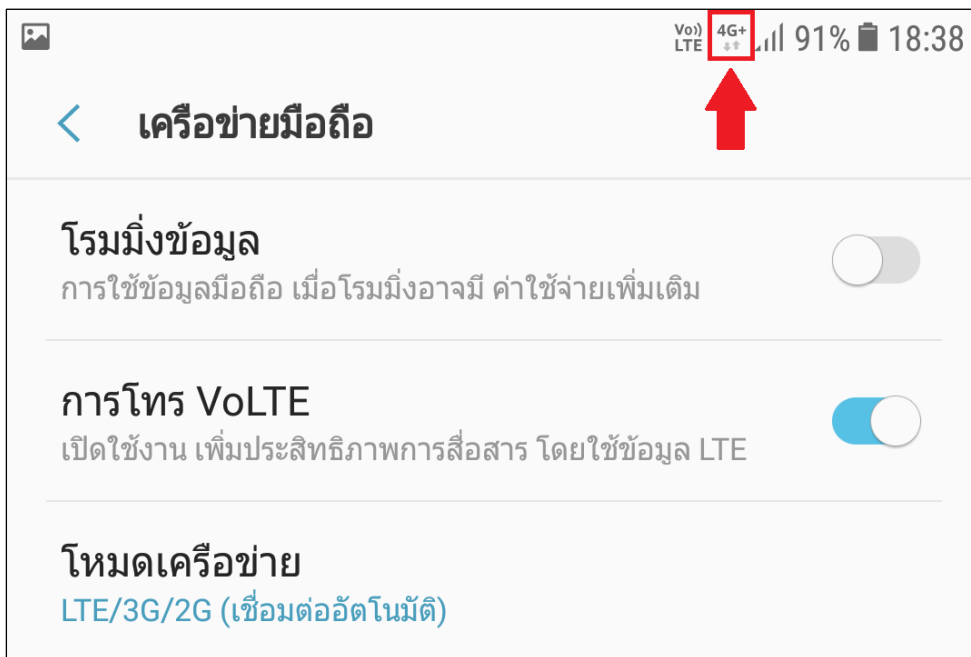 Vo)) LTE 4G+ 91% 18:38
เครือข่ายมือถือ
โรมมิ่งข้อมูล
การใช้ข้อมูลมือถือ เมื่อโรมมิ่งอาจมี ค่าใช้จ่ายเพิ่มเติม
การโทร VoLTE
เปิดใช้งาน เพิ่มประสิทธิภาพการสื่อสาร โดยใช้ข้อมูล LTE
โหมดเครือข่าย
LTE/3G/2G (เชื่อมต่ออัตโนมัติ)